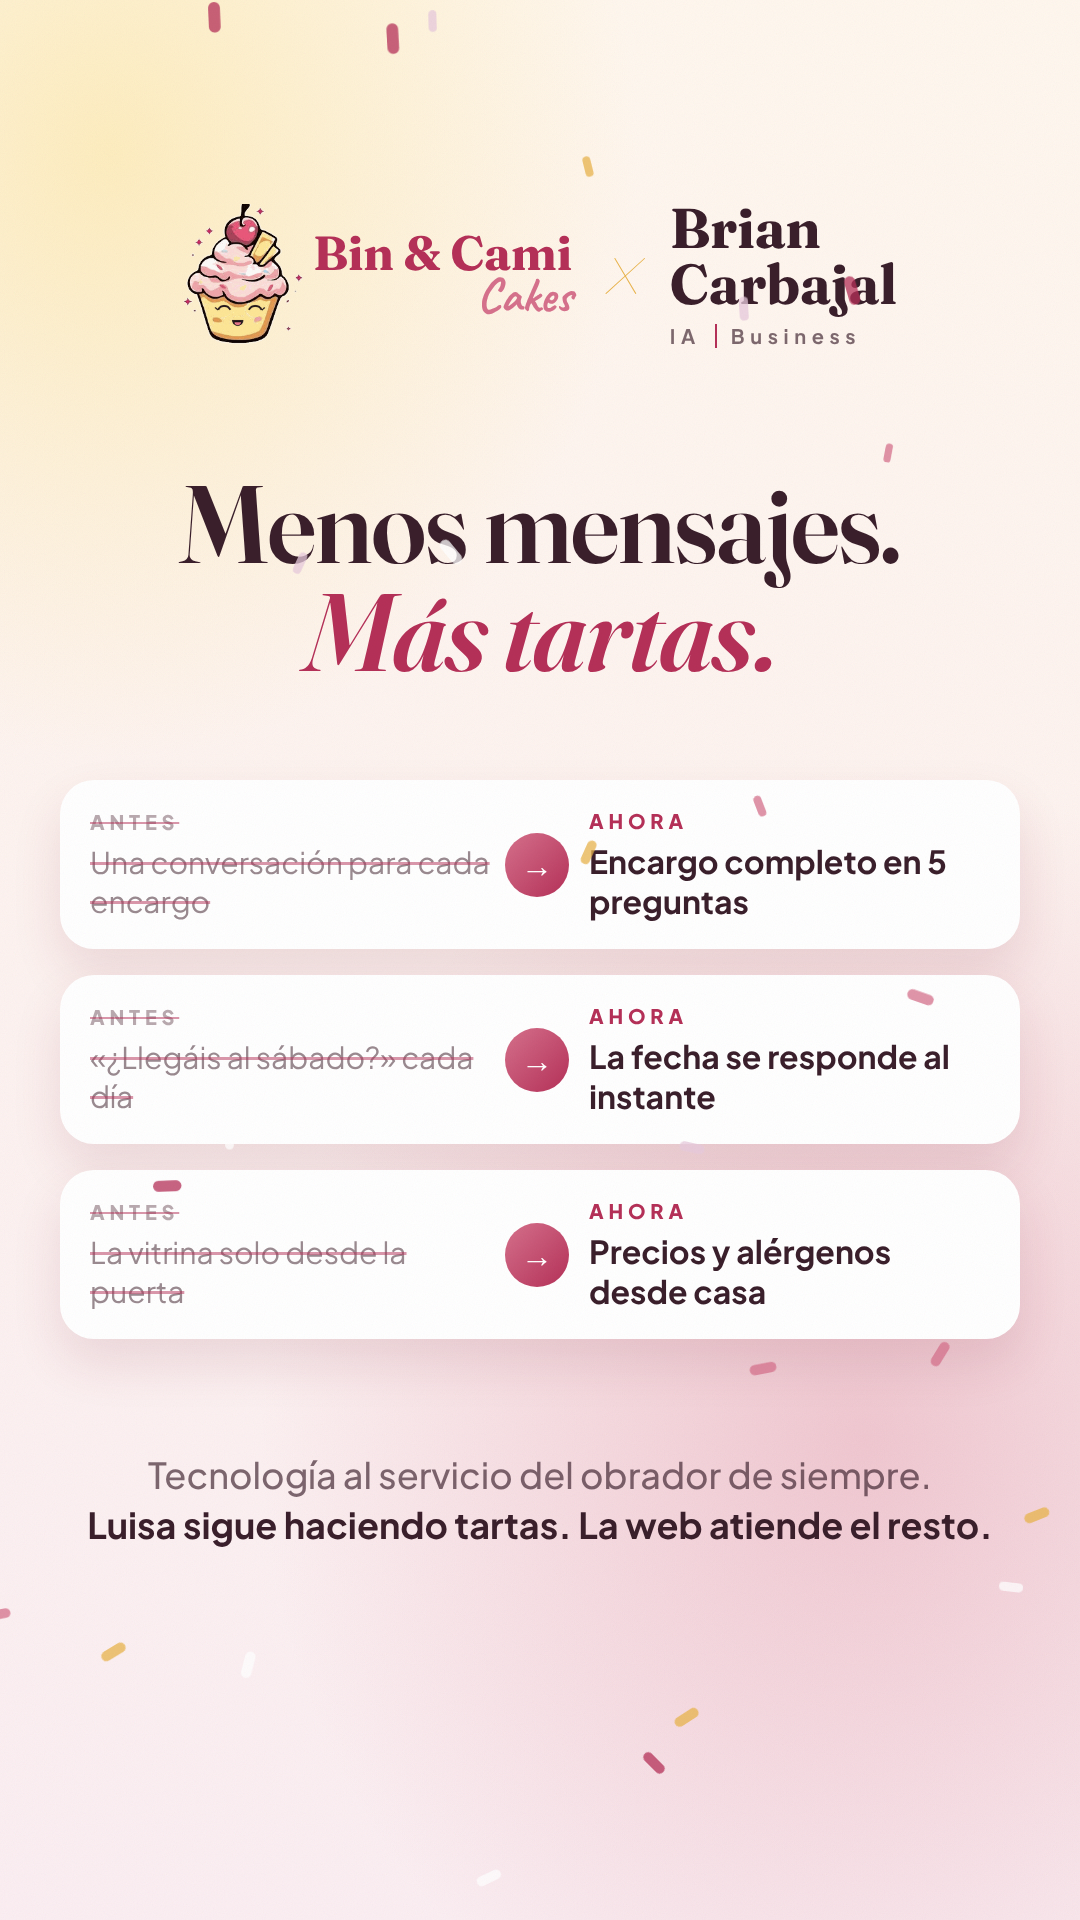 Bin & Cami
Cakes
Brian
Carbajal
IA | Business
Menos mensajes.
Más tartas.
ANTES
Una conversación para cada
encargo
→
AHORA
Encargo completo en 5
preguntas
ANTES
«¿Llegáis al sábado?» cada
día
→
AHORA
La fecha se responde al
instante
ANTES
La vitrina solo desde la
puerta
→
AHORA
Precios y alérgenos
desde casa
Tecnología al servicio del obrador de siempre.
Luisa sigue haciendo tartas. La web atiende el resto.